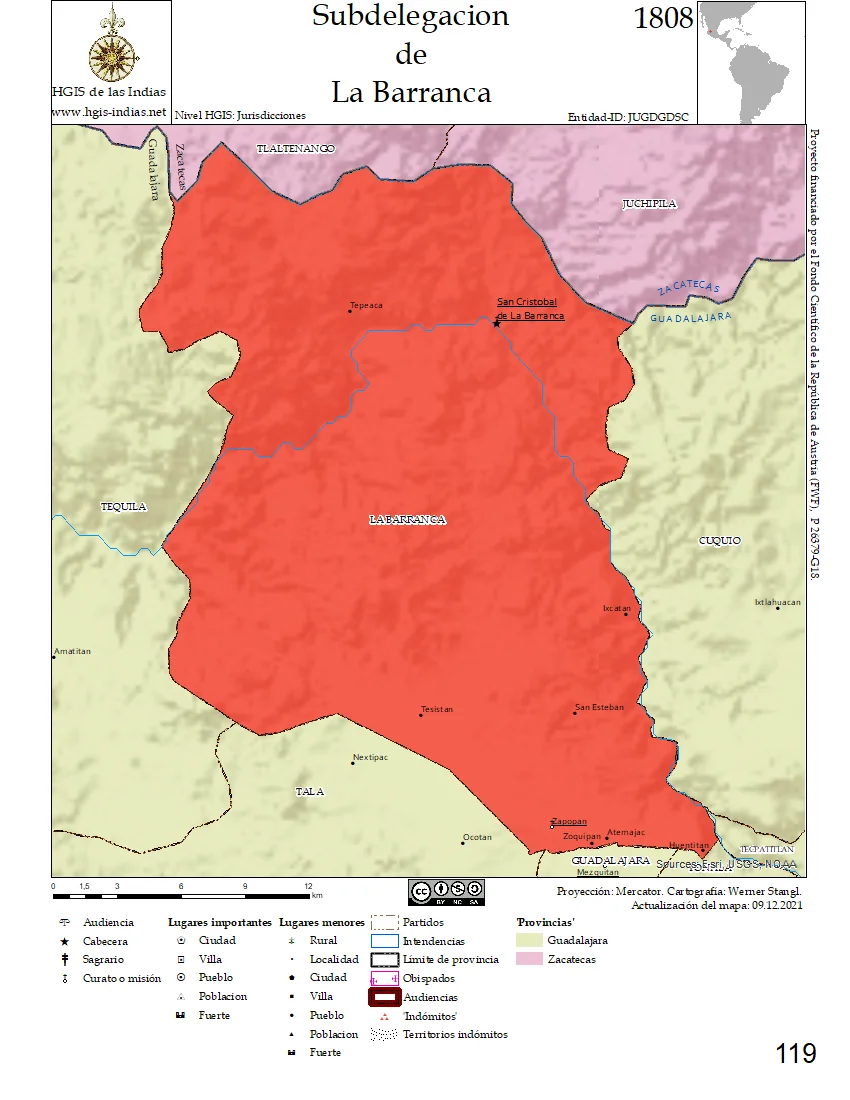 Subdelegacion
de
La Barranca
1808
HGIS de las Indias
www.hgis-indias.net
Nivel HGIS: Jurisdicciones
Entidad-ID: JUGDGDSC
Guadalajara
Zacatecas
TLALTENANGO
JUCHIPILA
ZACATECAS
GUADALAJARA
Tepeaca
San Cristobal
de La Barranca
TEQUILA
LA BARRANCA
CUQUIO
Ixtlahuacan
Ixcatan
Amatitan
Tesistan
San Esteban
Nextipac
TALA
Zapopan
Ocotan
Zoquipan
Atemajac
Huentitan
TECPATITLAN
GUADALAJARA
Sources: Esri, USGS, NOAA
TONALA
Mezquitan
Proyecto financiado por el Fondo Científico de la República de Austria (FWF), P 26379-G18.
0 1,5 3 6 9 12
km
CC BY NC SA
Proyección: Mercator. Cartografía: Werner Stangl.
Actualización del mapa: 09.12.2021
Audiencia
Cabecera
Sagrario
Curato o misión
Lugares importantes
Ciudad
Villa
Pueblo
Poblacion
Fuerte
Lugares menores
Rural
Localidad
Ciudad
Villa
Pueblo
Poblacion
Fuerte
Partidos
Intendencias
Límite de provincia
Obispados
Audiencias
'Indómitos'
Territorios indómitos
'Provincias'
Guadalajara
Zacatecas
119